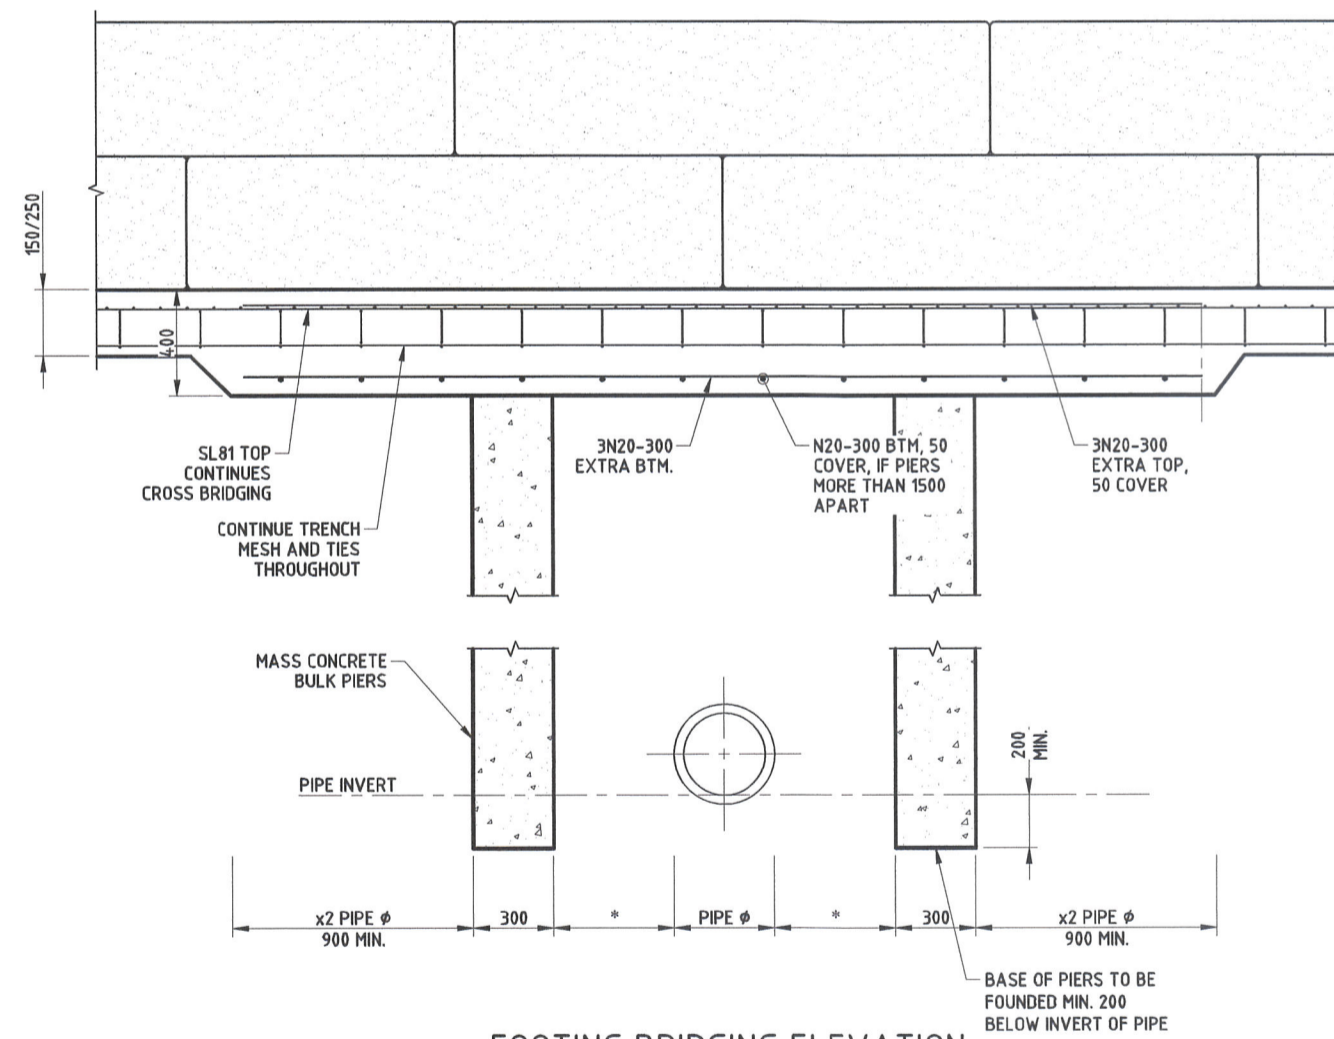 150/250
400
SL81 TOP
CONTINUES
CROSS BRIDGING
CONTINUE TRENCH
MESH AND TIES
THROUGHOUT
3N20-300
EXTRA BTM.
N20-300 BTM, 50
COVER, IF PIERS
MORE THAN 1500
APART
3N20-300
EXTRA TOP,
50 COVER
MASS CONCRETE
BULK PIERS
PIPE INVERT
200
MIN.
x2 PIPE ϕ
900 MIN.
300
*
PIPE ϕ
*
300
x2 PIPE ϕ
900 MIN.
BASE OF PIERS TO BE
FOUNDED MIN. 200
BELOW INVERT OF PIPE
FOOTING BRIDGING ELEVATION